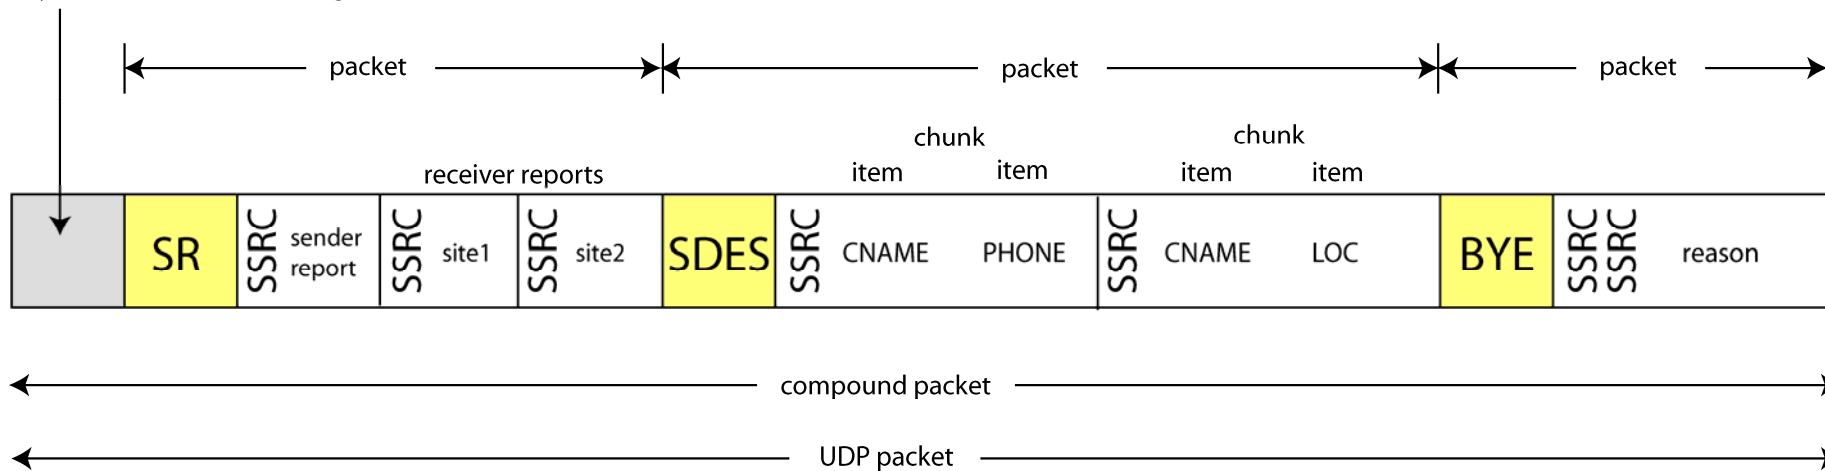 packet packet packet
chunk chunk
receiver reports item item item item
SR SSRC sender report SSRC site1 SSRC site2 SDES SSRC CNAME PHONE SSRC CNAME LOC BYE SSRC SSRC reason
compound packet
UDP packet